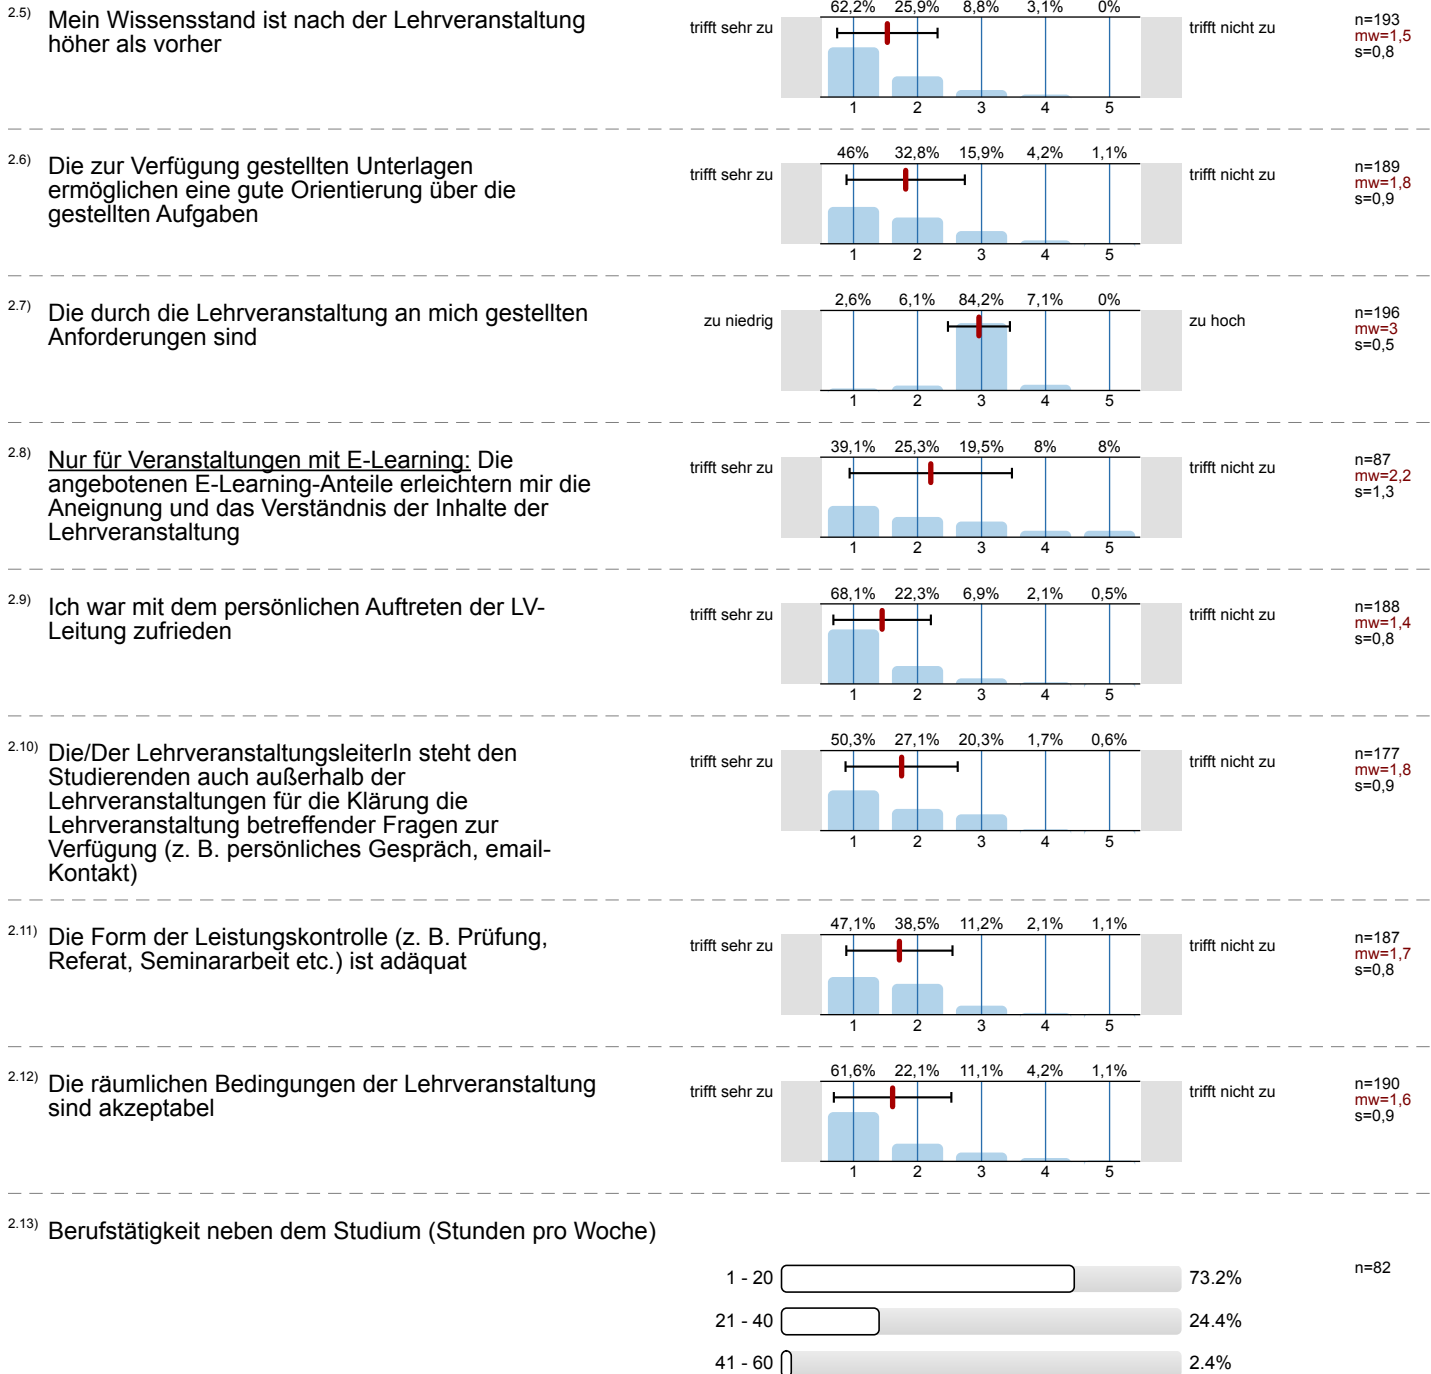 2.5) Mein Wissensstand ist nach der Lehrveranstaltung
höher als vorher
trifft sehr zu
62,2% 25,9% 8,8% 3,1% 0%
1 2 3 4 5
trifft nicht zu
n=193
mw=1,5
s=0,8
2.6) Die zur Verfügung gestellten Unterlagen
ermöglichen eine gute Orientierung über die
gestellten Aufgaben
trifft sehr zu
46% 32,8% 15,9% 4,2% 1,1%
1 2 3 4 5
trifft nicht zu
n=189
mw=1,8
s=0,9
2.7) Die durch die Lehrveranstaltung an mich gestellten
Anforderungen sind
zu niedrig
2,6% 6,1% 84,2% 7,1% 0%
1 2 3 4 5
zu hoch
n=196
mw=3
s=0,5
2.8) Nur für Veranstaltungen mit E-Learning: Die
angebotenen E-Learning-Anteile erleichtern mir die
Aneignung und das Verständnis der Inhalte der
Lehrveranstaltung
trifft sehr zu
39,1% 25,3% 19,5% 8% 8%
1 2 3 4 5
trifft nicht zu
n=87
mw=2,2
s=1,3
2.9) Ich war mit dem persönlichen Auftreten der LV-
Leitung zufrieden
trifft sehr zu
68,1% 22,3% 6,9% 2,1% 0,5%
1 2 3 4 5
trifft nicht zu
n=188
mw=1,4
s=0,8
2.10) Die/Der LehrveranstaltungsleiterIn steht den
Studierenden auch außerhalb der
Lehrveranstaltungen für die Klärung die
Lehrveranstaltung betreffender Fragen zur
Verfügung (z. B. persönliches Gespräch, email-
Kontakt)
trifft sehr zu
50,3% 27,1% 20,3% 1,7% 0,6%
1 2 3 4 5
trifft nicht zu
n=177
mw=1,8
s=0,9
2.11) Die Form der Leistungskontrolle (z. B. Prüfung,
Referat, Seminararbeit etc.) ist adäquat
trifft sehr zu
47,1% 38,5% 11,2% 2,1% 1,1%
1 2 3 4 5
trifft nicht zu
n=187
mw=1,7
s=0,8
2.12) Die räumlichen Bedingungen der Lehrveranstaltung
sind akzeptabel
trifft sehr zu
61,6% 22,1% 11,1% 4,2% 1,1%
1 2 3 4 5
trifft nicht zu
n=190
mw=1,6
s=0,9
2.13) Berufstätigkeit neben dem Studium (Stunden pro Woche)
1 - 20 73.2%
n=82
21 - 40 24.4%
41 - 60 2.4%